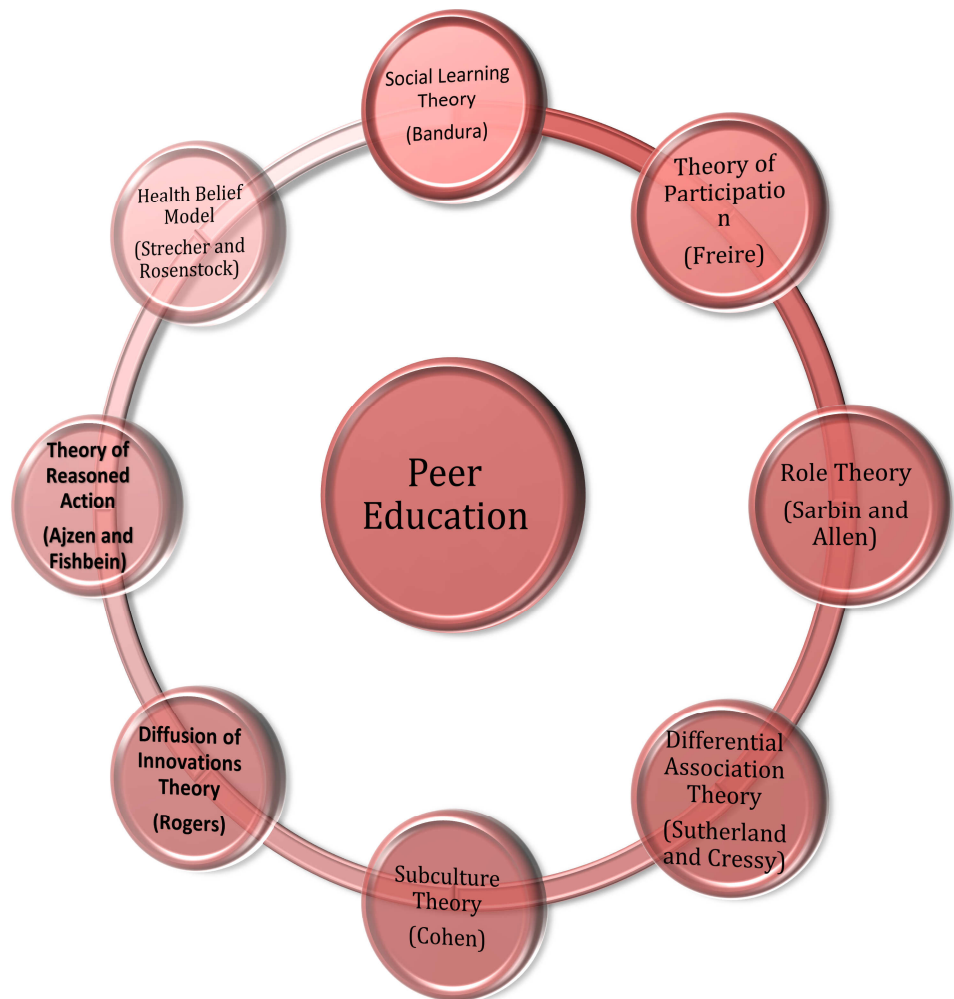 Social Learning
Theory
(Bandura)
Theory of
Participatio
n
(Freire)
Role Theory
(Sarbin and
Allen)
Differential
Association
Theory
(Sutherland
and Cressy)
Subculture
Theory
(Cohen)
Diffusion of
Innovations
Theory
(Rogers)
Theory of
Reasoned
Action
(Ajzen and
Fishbein)
Health Belief
Model
(Strecher and
Rosenstock)
Peer
Education